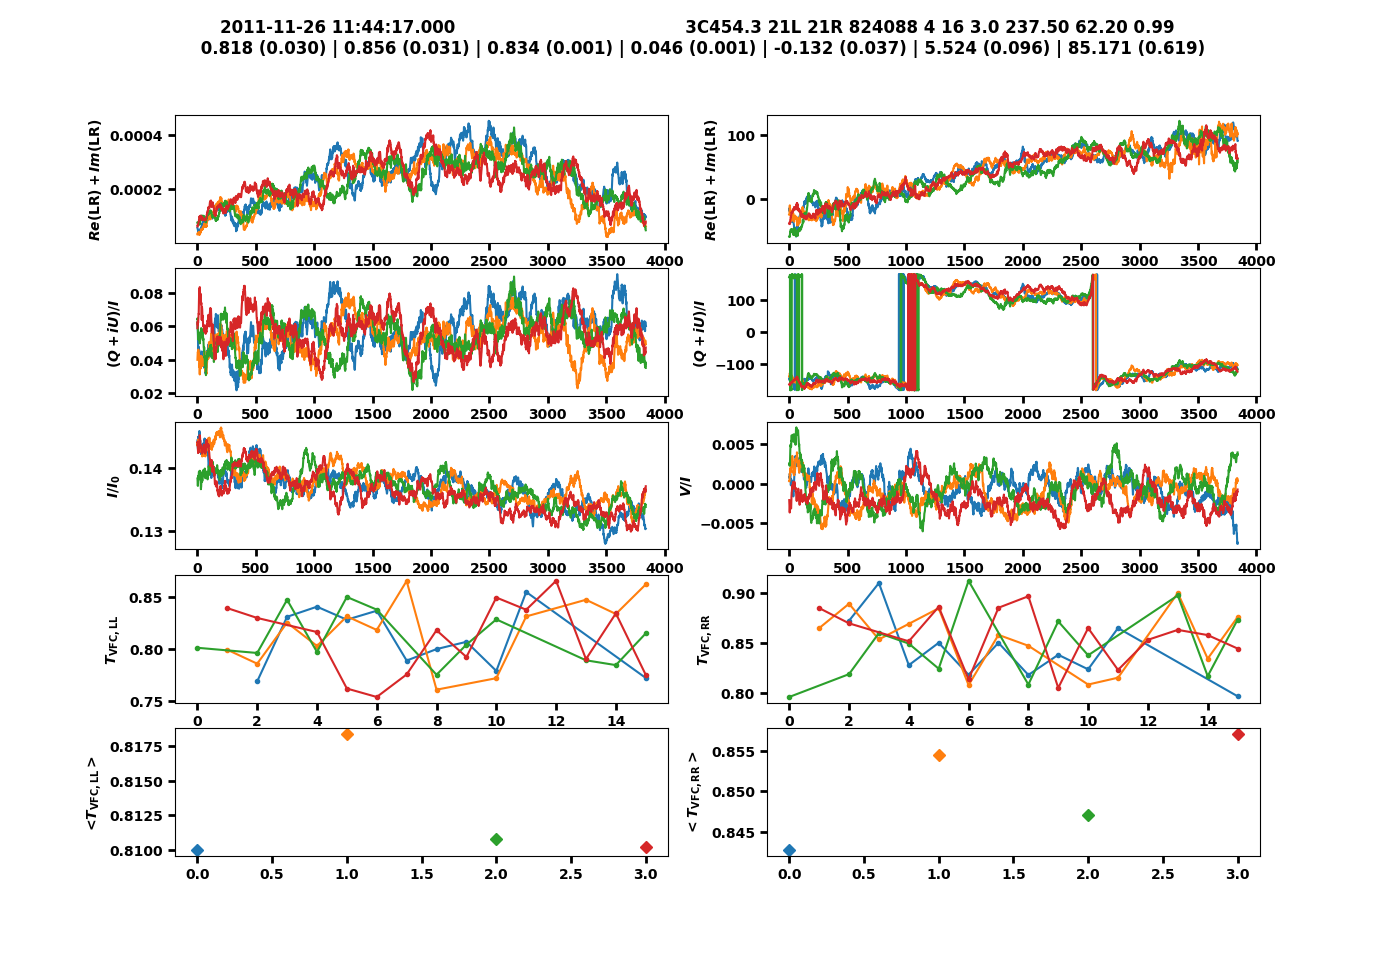 2011-11-26 11:44:17.000 3C454.3 21L 21R 824088 4 16 3.0 237.50 62.20 0.99
0.818 (0.030) | 0.856 (0.031) | 0.834 (0.001) | 0.046 (0.001) | -0.132 (0.037) | 5.524 (0.096) | 85.171 (0.619)
Re(LR) + Im(LR)
0.0004
0.0002
0 500 1000 1500 2000 2500 3000 3500 4000
Re(LR) + Im(LR)
100
0
0 500 1000 1500 2000 2500 3000 3500 4000
(Q + iU)/I
0.08
0.06
0.04
0.02
0 500 1000 1500 2000 2500 3000 3500 4000
(Q + iU)/I
100
0
−100
0 500 1000 1500 2000 2500 3000 3500 4000
I/I0
0.14
0.13
0 500 1000 1500 2000 2500 3000 3500 4000
V/I
0.005
0.000
−0.005
0 500 1000 1500 2000 2500 3000 3500 4000
TVFC,LL
0.85
0.80
0.75
0 2 4 6 8 10 12 14
TVFC,RR
0.90
0.85
0.80
0 2 4 6 8 10 12 14
<TVFC,LL >
0.8175
0.8150
0.8125
0.8100
0.0 0.5 1.0 1.5 2.0 2.5 3.0
< TVFC,RR >
0.855
0.850
0.845
0.0 0.5 1.0 1.5 2.0 2.5 3.0